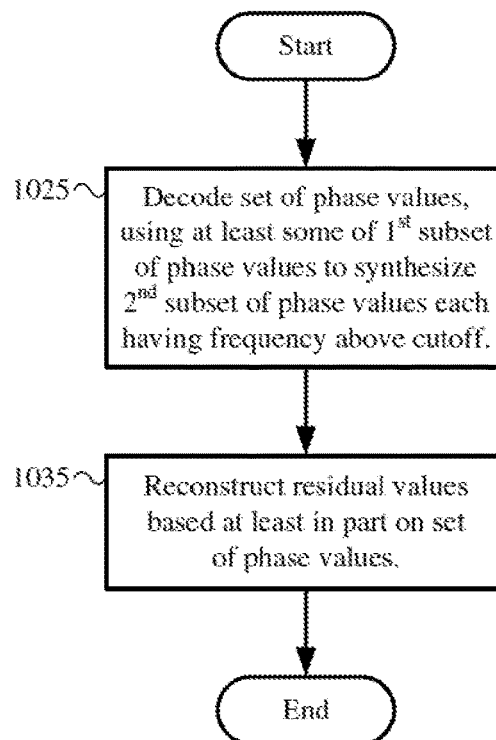 Start
1025
Decode set of phase values,
using at least some of 1st subset
of phase values to synthesize
2nd subset of phase values each
having frequency above cutoff.
1035
Reconstruct residual values
based at least in part on set
of phase values.
End